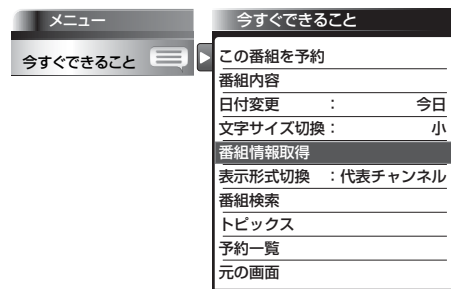 メニュー
今すぐできること
今すぐできること
この番組を予約
番組内容
日付変更 : 今日
文字サイズ切換 : 小
番組情報取得
表示形式切換 : 代表チャンネル
番組検索
トピックス
予約一覧
元の画面